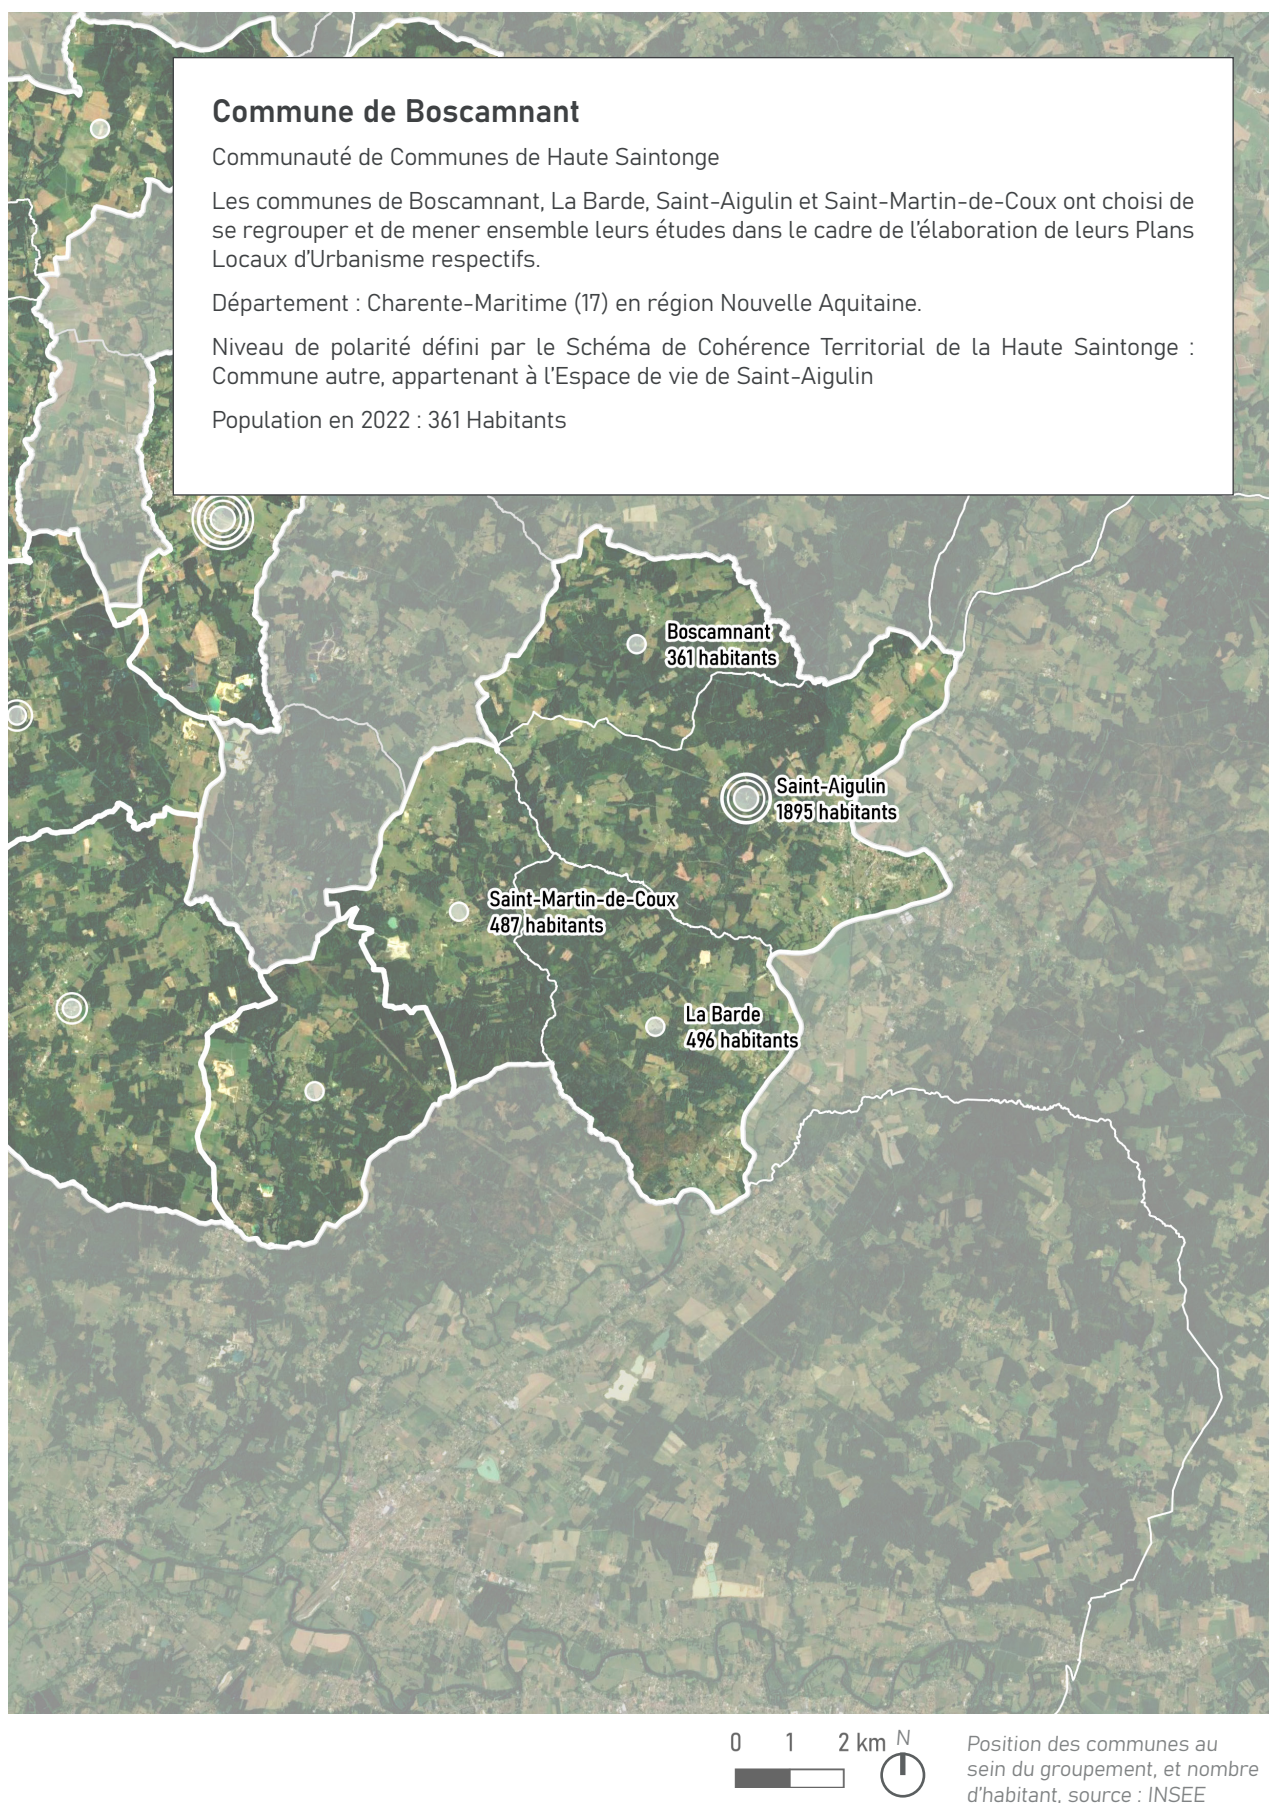 Commune de Boscamnant
Communauté de Communes de Haute Saintonge
Les communes de Boscamnant, La Barde, Saint-Aigulin et Saint-Martin-de-Coux ont choisi de
se regrouper et de mener ensemble leurs études dans le cadre de l'élaboration de leurs Plans
Locaux d'Urbanisme respectifs.
Département : Charente-Maritime (17) en région Nouvelle Aquitaine.
Niveau de polarité défini par le Schéma de Cohérence Territorial de la Haute Saintonge :
Commune autre, appartenant à l'Espace de vie de Saint-Aigulin
Population en 2022 : 361 Habitants
Boscamnant
361 habitants
Saint-Aigulin
1895 habitants
Saint-Martin-de-Coux
487 habitants
La Barde
496 habitants
0 1 2 km N
Position des communes au
sein du groupement, et nombre
d'habitant, source : INSEE